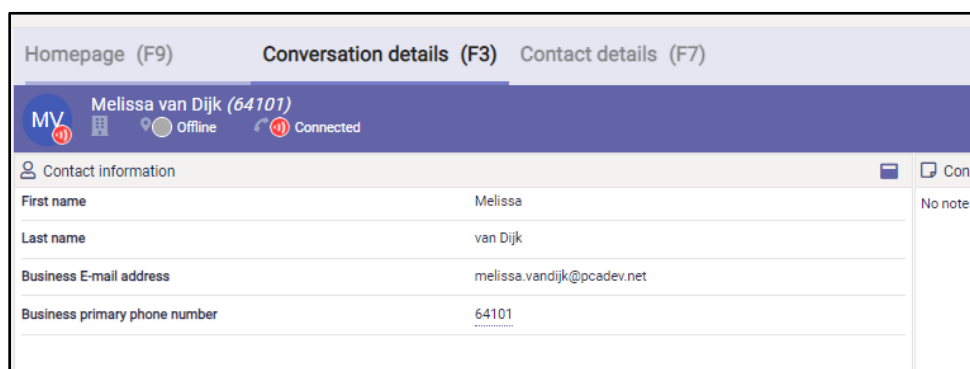 Homepage (F9) Conversation details (F3) Contact details (F7)
MV Melissa van Dijk (64101)
Offline Connected
Contact information
First name Melissa
Last name van Dijk
Business E-mail address melissa.vandijk@pcadev.net
Business primary phone number 64101
Con
No note